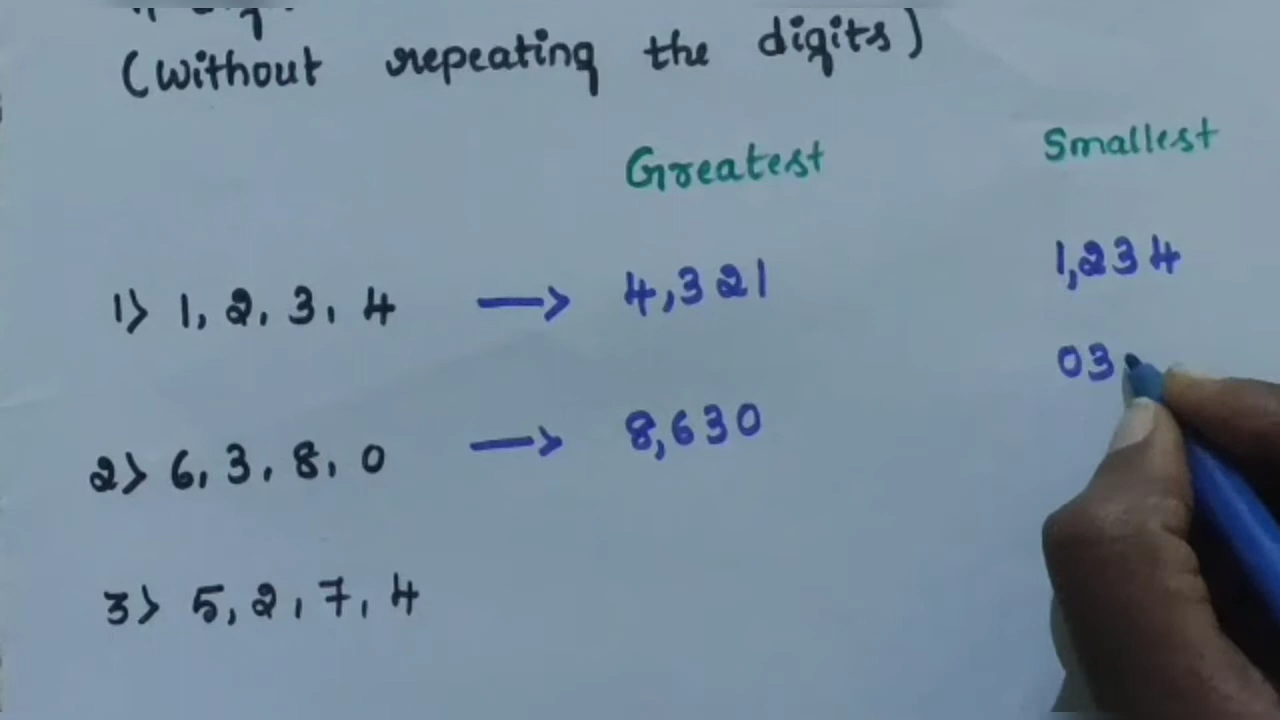 (without repeating the digits)
Greatest Smallest
1) 1, 2, 3, 4 → 4,321 1,234
03
2) 6, 3, 8, 0 → 8,630
3) 5, 2, 7, 4